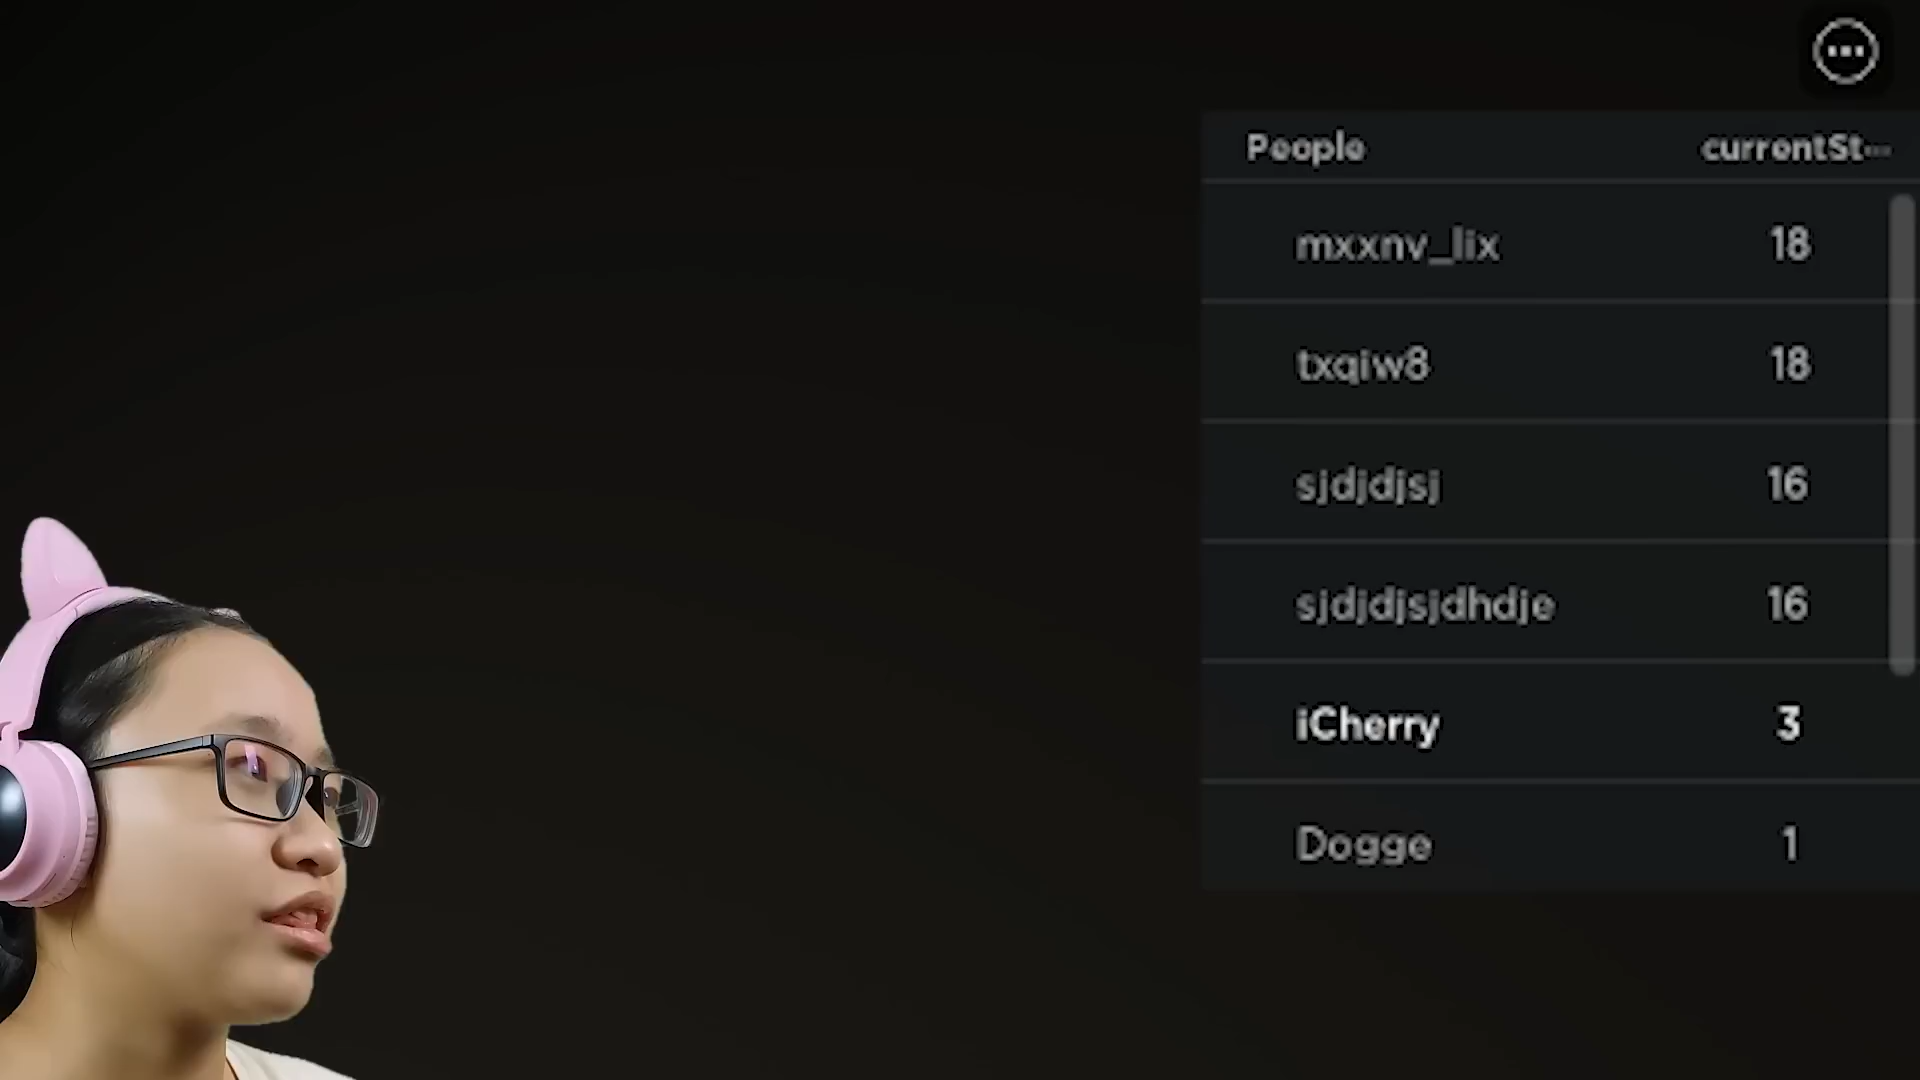 People currentSt...
mxxnv_lix 18
txqiw8 18
sjdjdjsj 16
sjdjdjsjdhdje 16
iCherry 3
Dogge 1